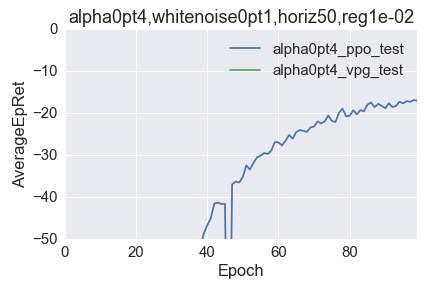 alpha0pt4,whitenoise0pt1,horiz50,reg1e-02
0
−10
−20
−30
−40
−50
AverageEpRet
alpha0pt4_ppo_test
alpha0pt4_vpg_test
0 20 40 60 80
Epoch